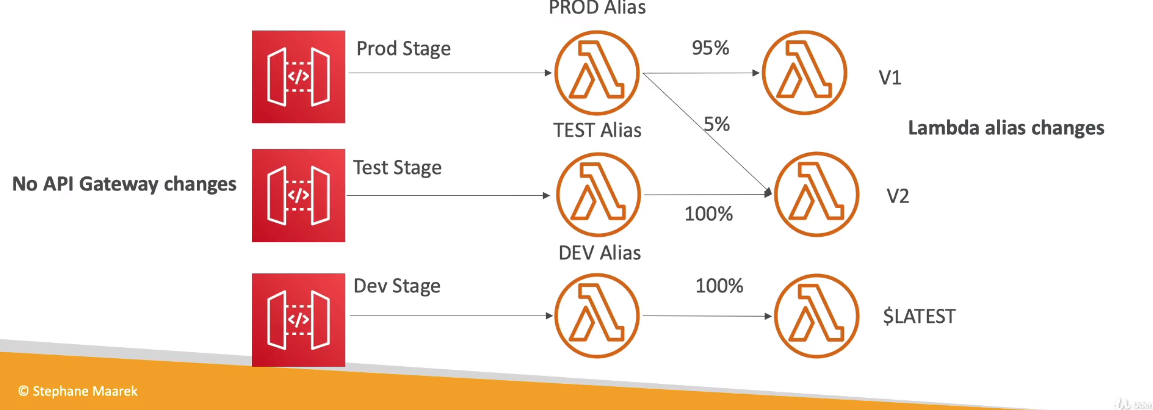 PROD Alias
Prod Stage
95%
V1
5%
Lambda alias changes
TEST Alias
Test Stage
No API Gateway changes
100%
V2
DEV Alias
Dev Stage
100%
$LATEST
© Stephane Maarek